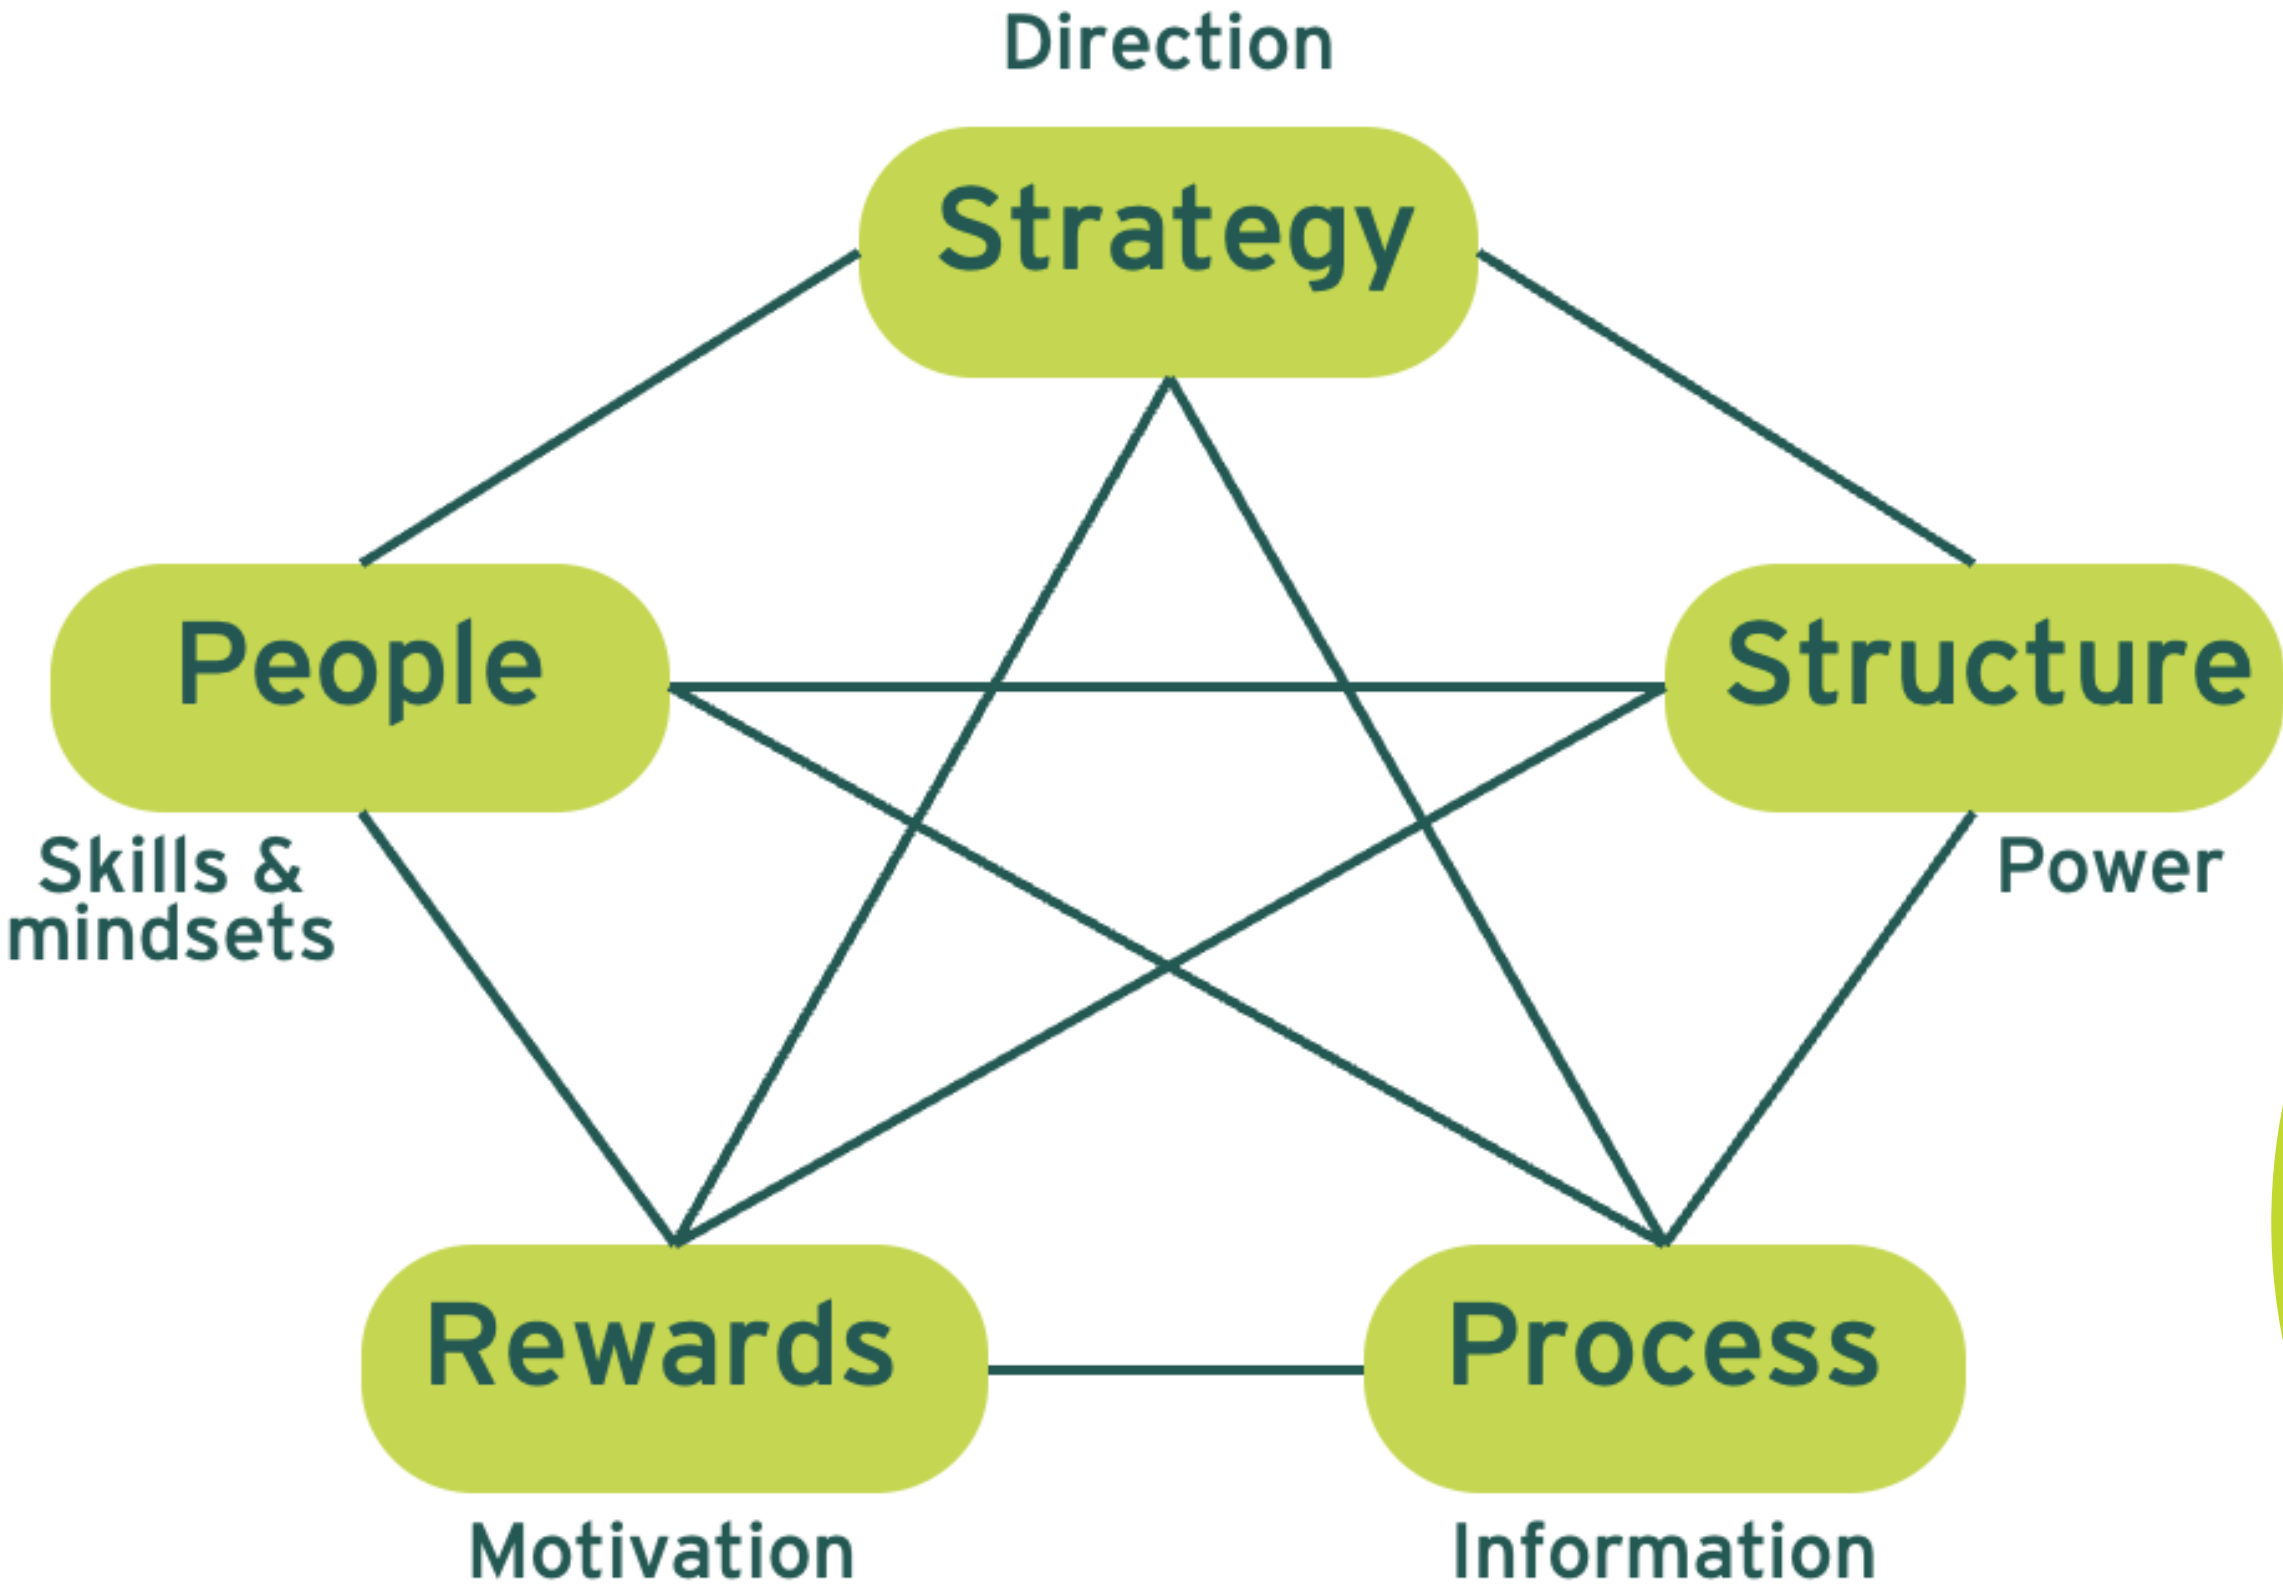 Direction
Strategy
People
Structure
Skills &
mindsets
Power
Rewards
Process
Motivation
Information